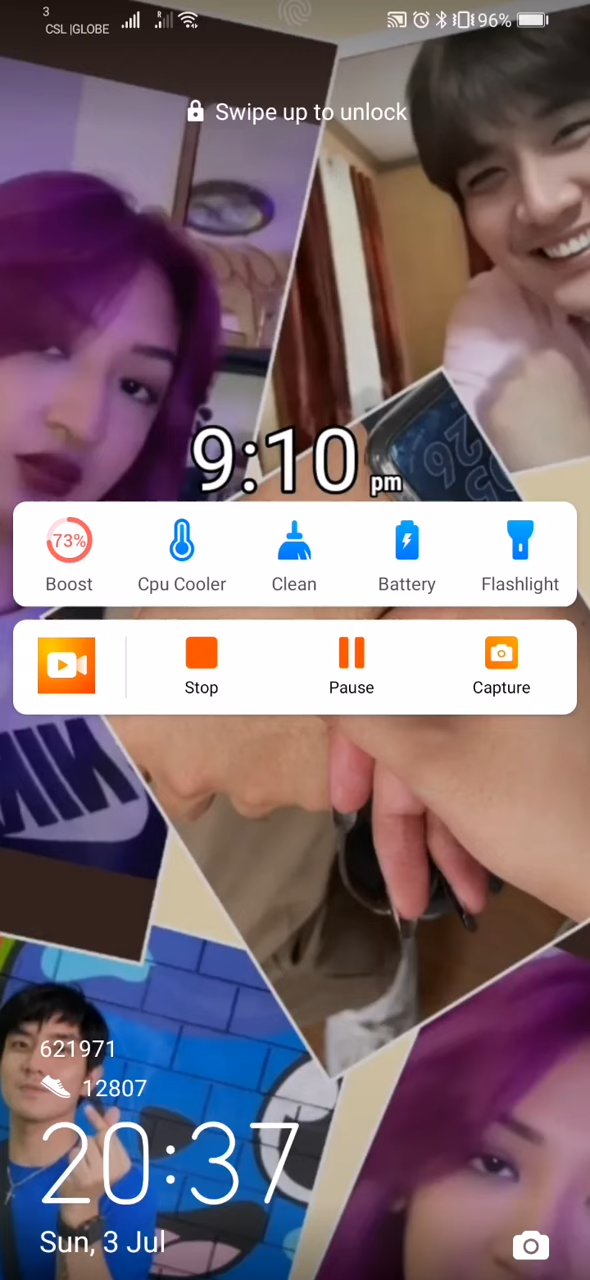 3
CSL |GLOBE
R
96%
Swipe up to unlock
9:10 pm
73%
Boost
Cpu Cooler
Clean
Battery
Flashlight
Stop
Pause
Capture
621971
12807
20:37
Sun, 3 Jul